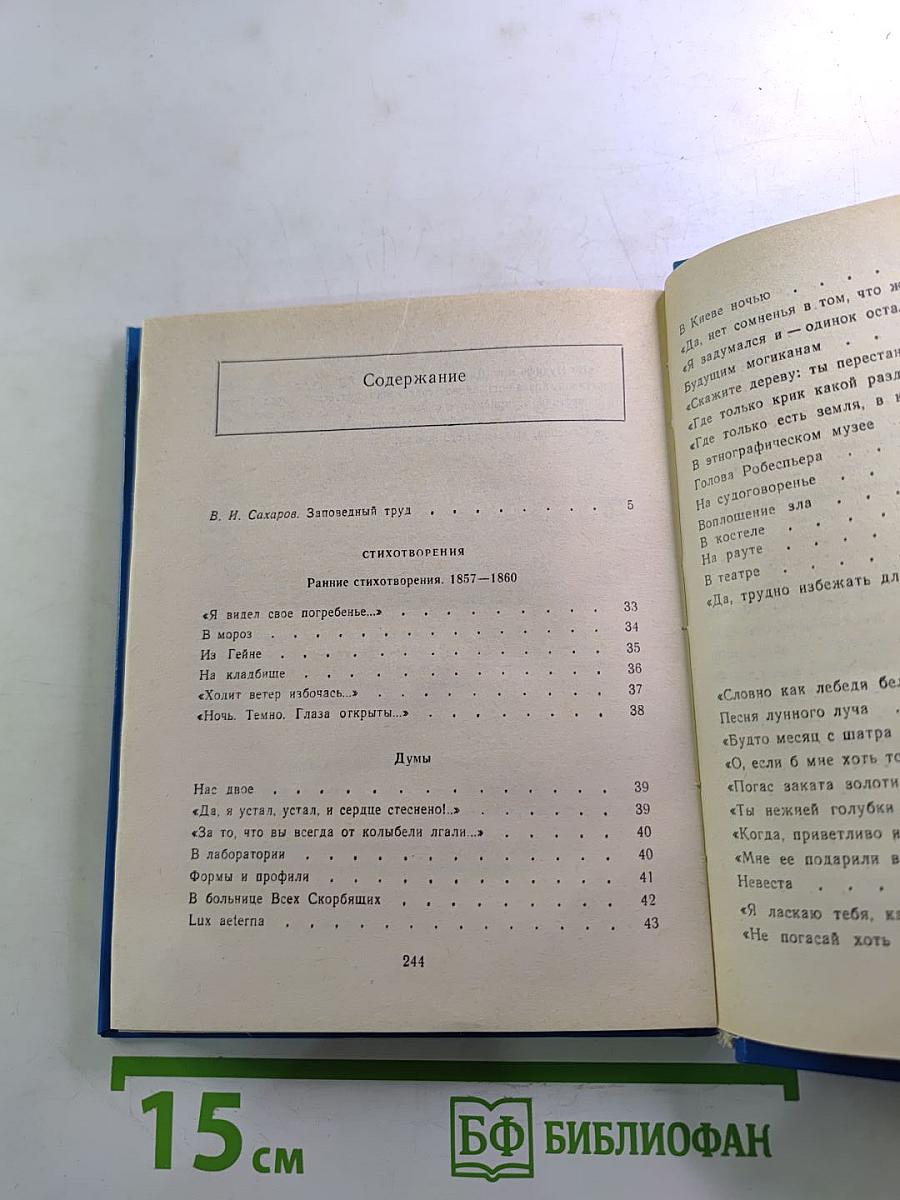 Содержание
В. И. Сахаров. Заповедный труд . . . . . . . . 5
СТИХОТВОРЕНИЯ
Ранние стихотворения. 1857—1860
«Я видел свое погребенье...» . . . . . . . . . 33
В мороз . . . . . . . . . . . . . . 34
Из Гейне . . . . . . . . . . . . . . 35
На кладбище . . . . . . . . . . . . . 36
«Ходит ветер избочась...» . . . . . . . . . . 37
«Ночь. Темно. Глаза открыты...» . . . . . . . . 38
Думы
Нас двое . . . . . . . . . . . . . . 39
«Да, я устал, устал, и сердце стеснено!..» . . . . . . 39
«За то, что вы всегда от колыбели лгали...» . . . . . 40
В лаборатории . . . . . . . . . . . . . 40
Формы и профили . . . . . . . . . . . . 41
В больнице Всех Скорбящих . . . . . . . . . 42
Lux aeterna . . . . . . . . . . . . . 43
244
В Киеве ночью . . . .
«Да, нет сомненья в том, что ж
«Я задумался и — одинок оста
Будущим могиканам . .
«Скажите дереву: ты перестан
«Где только крик какой разд
«Где только есть земля, в к
В этнографическом музее .
Голова Робеспьера . .
На судоговоренье . .
Воплощение зла . . .
В костеле . . . .
На рауте . . . .
В театре . . . .
«Да, трудно избежать дл
«Словно как лебеди бел
Песня лунного луча .
«Будто месяц с шатра
«О, если б мне хоть то
«Погас заката золоти
«Ты нежней голубки
«Когда, приветливо и
«Мне ее подарили в
Невеста . . .
«Я ласкаю тебя, ка
«Не погасай хоть
15 см
БФ БИБЛИОФАН